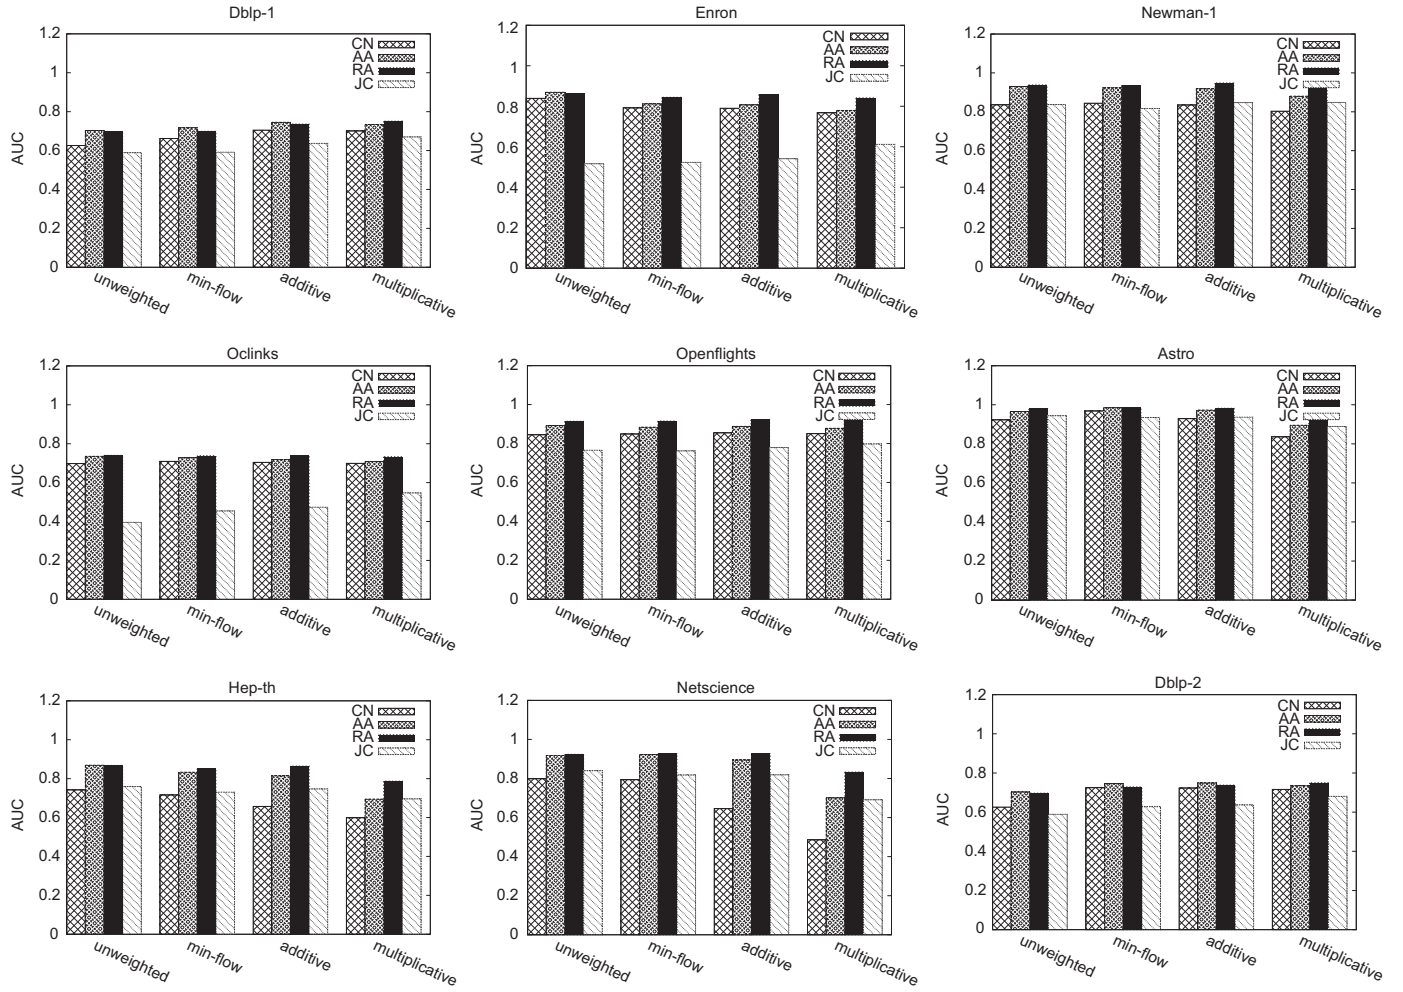 Dblp-1
1.2
1
0.8
0.6
0.4
0.2
0
AUC
CN
AA
RA
JC
unweighted
min-flow
additive
multiplicative
Enron
1.2
1
0.8
0.6
0.4
0.2
0
AUC
CN
AA
RA
JC
unweighted
min-flow
additive
multiplicative
Newman-1
1.2
1
0.8
0.6
0.4
0.2
0
AUC
CN
AA
RA
JC
unweighted
min-flow
additive
multiplicative
Oclinks
1.2
1
0.8
0.6
0.4
0.2
0
AUC
CN
AA
RA
JC
unweighted
min-flow
additive
multiplicative
Openflights
1.2
1
0.8
0.6
0.4
0.2
0
AUC
CN
AA
RA
JC
unweighted
min-flow
additive
multiplicative
Astro
1.2
1
0.8
0.6
0.4
0.2
0
AUC
CN
AA
RA
JC
unweighted
min-flow
additive
multiplicative
Hep-th
1.2
1
0.8
0.6
0.4
0.2
0
AUC
CN
AA
RA
JC
unweighted
min-flow
additive
multiplicative
Netscience
1.2
1
0.8
0.6
0.4
0.2
0
AUC
CN
AA
RA
JC
unweighted
min-flow
additive
multiplicative
Dblp-2
1.2
1
0.8
0.6
0.4
0.2
0
AUC
CN
AA
RA
JC
unweighted
min-flow
additive
multiplicative